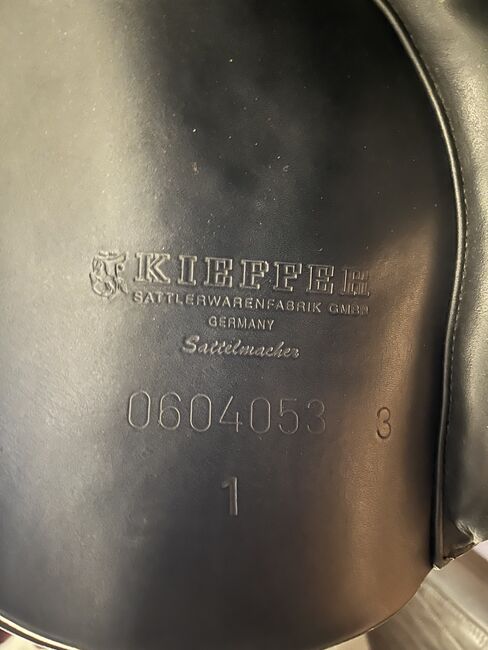 KIEFFER
SATTLERWARENFABRIK GMBH
GERMANY
Sattelmacher
0604053 3
1